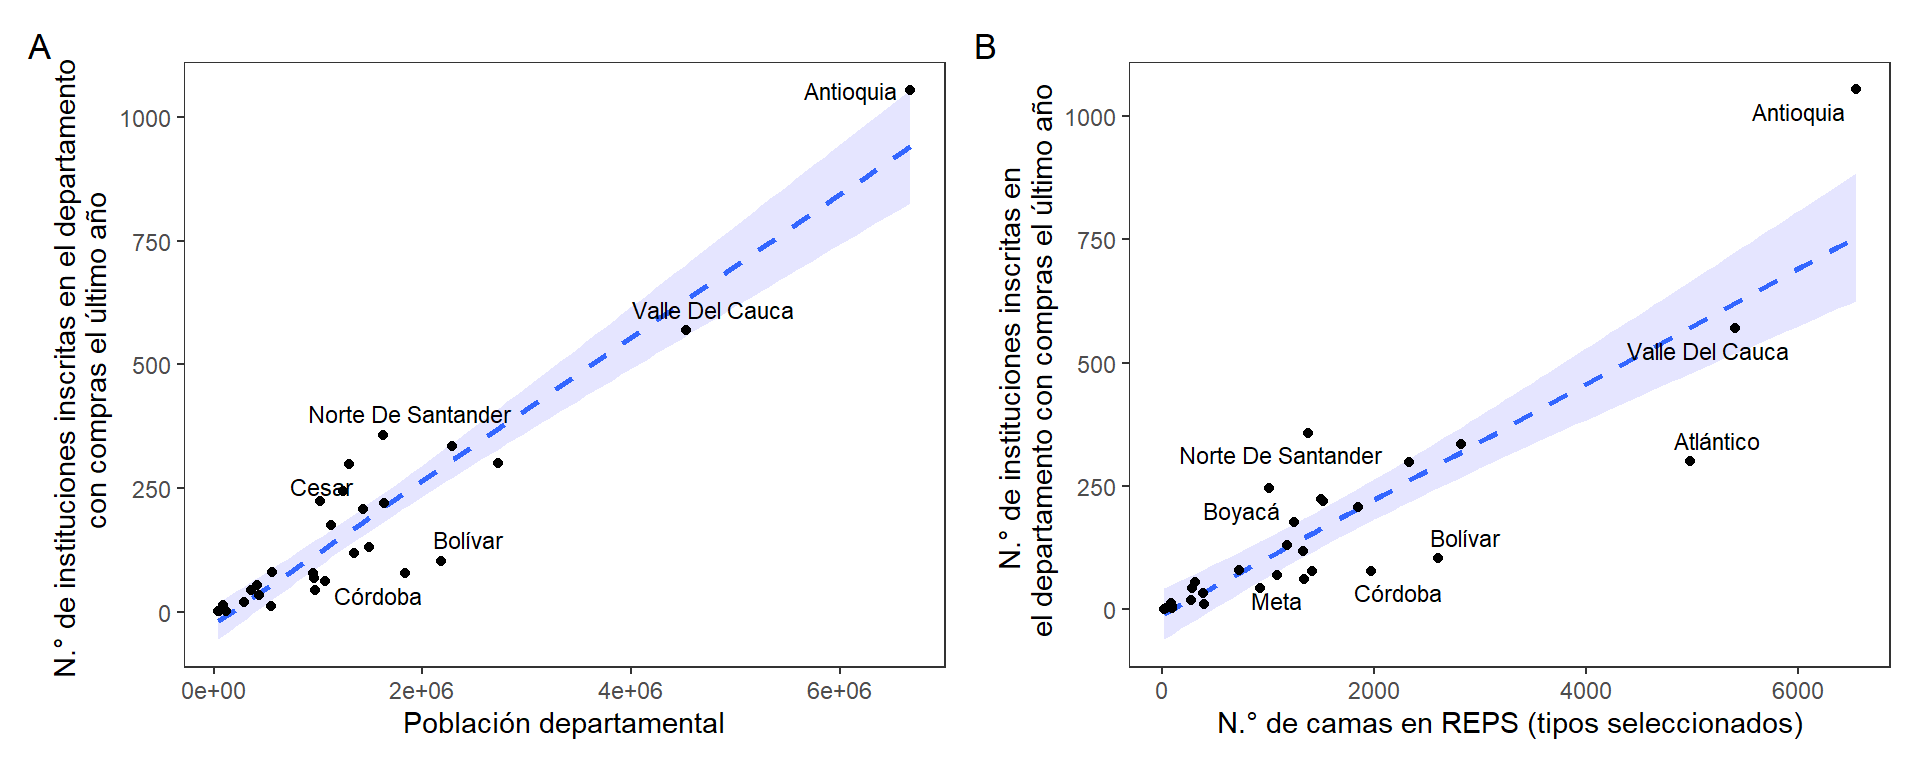 A
N.° de instituciones inscritas en el departamento
con compras el último año
1000
750
500
250
0
Antioquia
Valle Del Cauca
Norte De Santander
Cesar
Bolívar
Córdoba
0e+00
2e+06
4e+06
6e+06
Población departamental
B
N.° de instituciones inscritas en
el departamento con compras el último año
1000
750
500
250
0
Antioquia
Valle Del Cauca
Atlántico
Norte De Santander
Boyacá
Bolívar
Córdoba
Meta
0
2000
4000
6000
N.° de camas en REPS (tipos seleccionados)